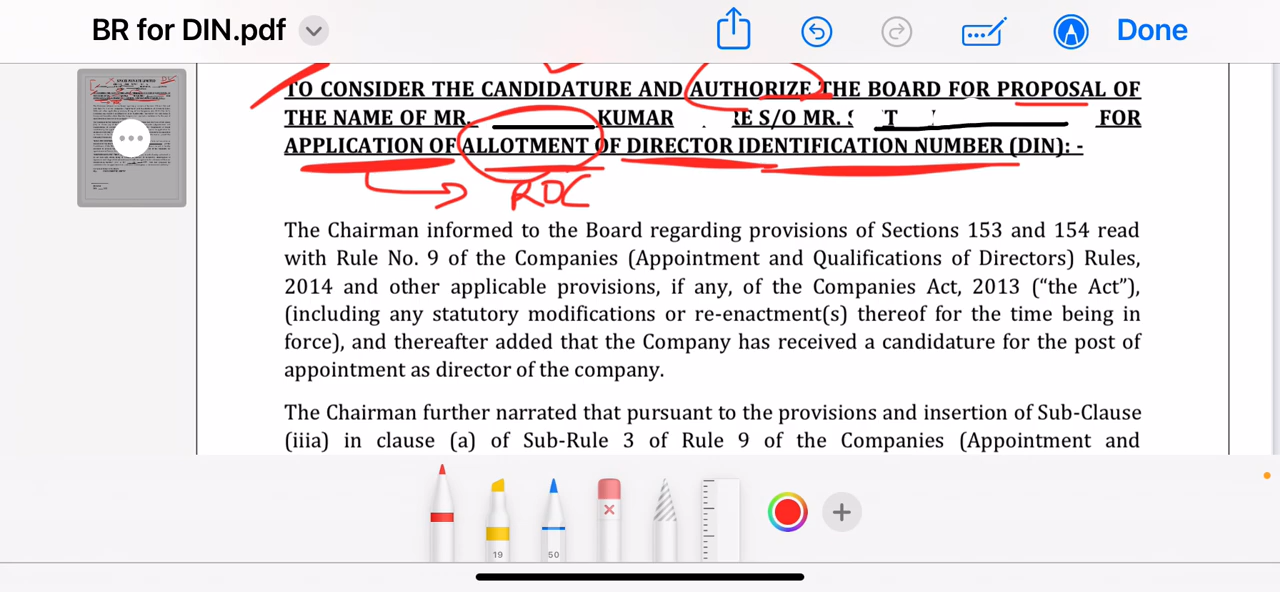 BR for DIN.pdf
Done
TO CONSIDER THE CANDIDATURE AND AUTHORIZE THE BOARD FOR PROPOSAL OF
THE NAME OF MR. KUMAR RE S/O MR. T FOR
APPLICATION OF ALLOTMENT OF DIRECTOR IDENTIFICATION NUMBER (DIN): -
ROC
The Chairman informed to the Board regarding provisions of Sections 153 and 154 read
with Rule No. 9 of the Companies (Appointment and Qualifications of Directors) Rules,
2014 and other applicable provisions, if any, of the Companies Act, 2013 (“the Act”),
(including any statutory modifications or re-enactment(s) thereof for the time being in
force), and thereafter added that the Company has received a candidature for the post of
appointment as director of the company.
The Chairman further narrated that pursuant to the provisions and insertion of Sub-Clause
(iiia) in clause (a) of Sub-Rule 3 of Rule 9 of the Companies (Appointment and
19
50